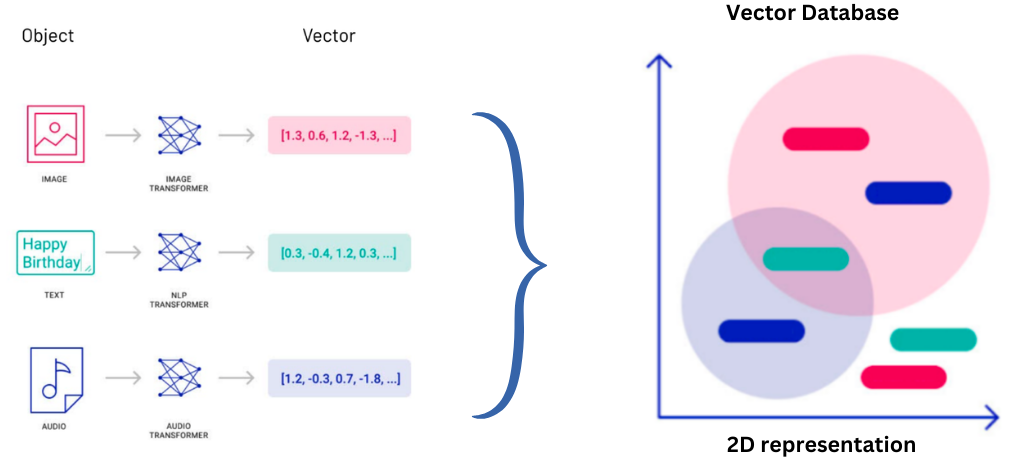 Object
Vector
Vector Database
IMAGE
IMAGE
TRANSFORMER
[1.3, 0.6, 1.2, -1.3, ...]
Happy
Birthday
TEXT
NLP
TRANSFORMER
[0.3, -0.4, 1.2, 0.3, ...]
AUDIO
AUDIO
TRANSFORMER
[1.2, -0.3, 0.7, -1.8, ...]
2D representation